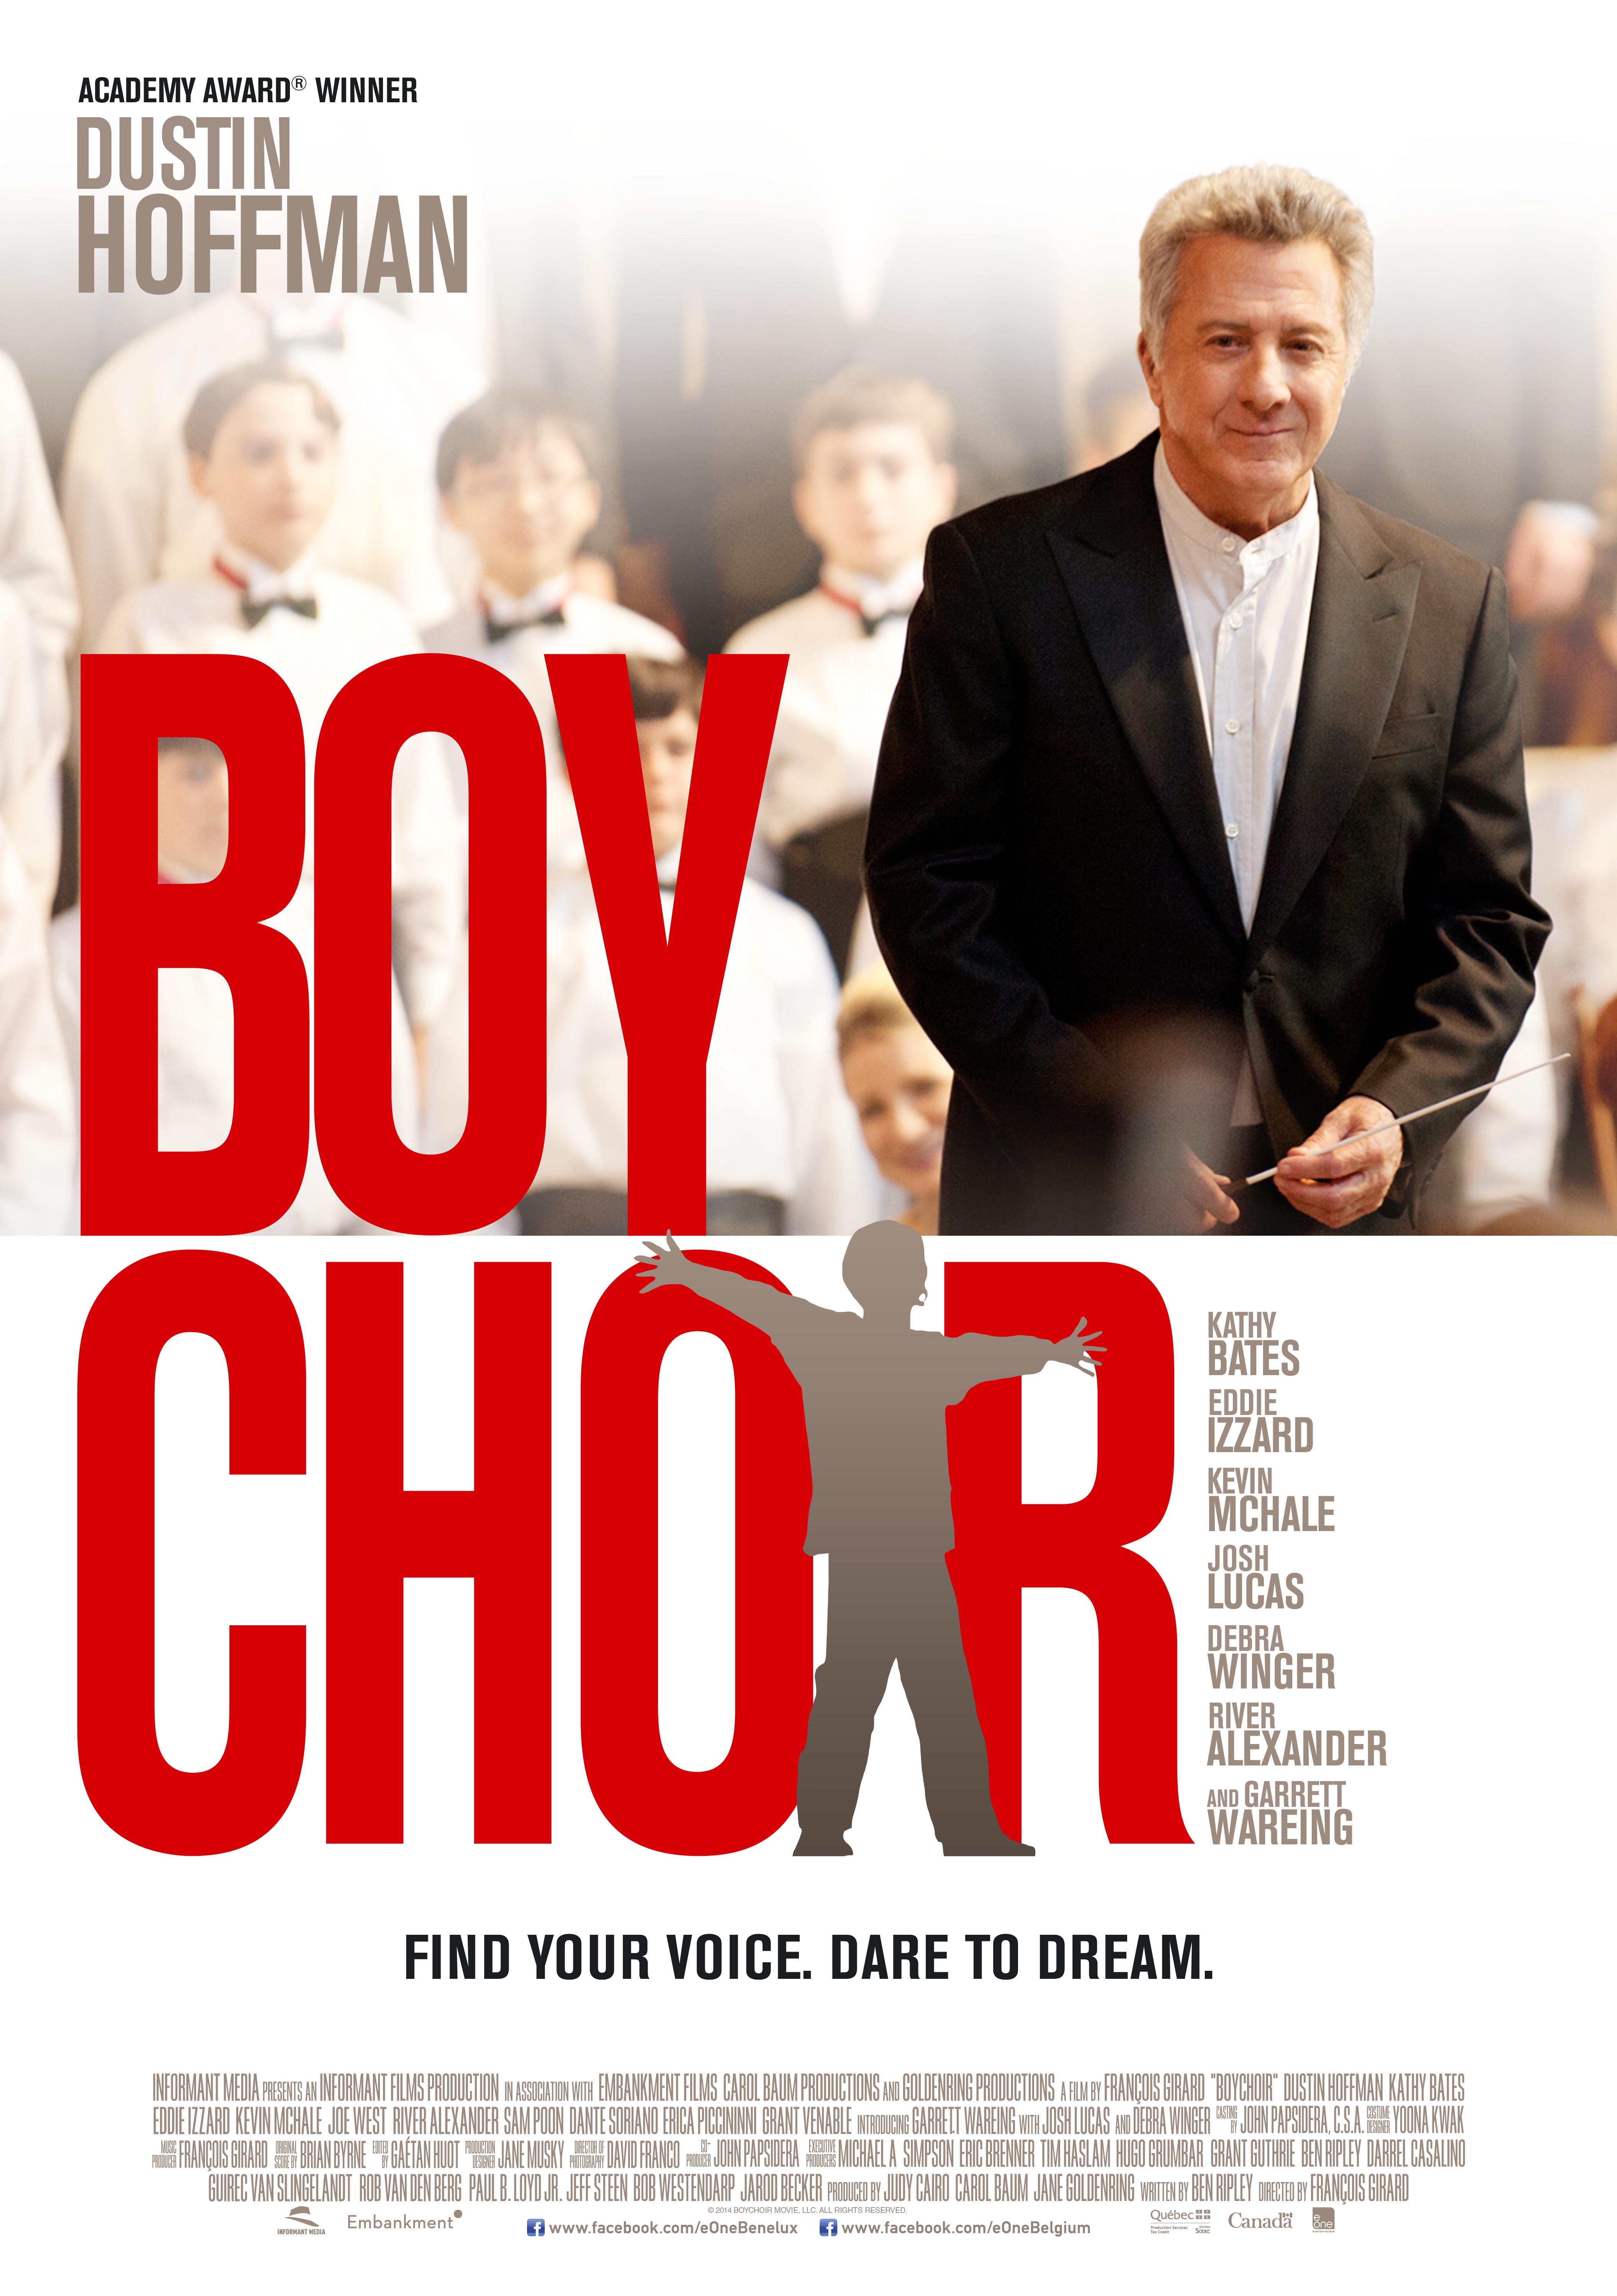 ACADEMY AWARD® WINNER
DUSTIN
HOFFMAN
BOY
CHOIR
KATHY
BATES
EDDIE
IZZARD
KEVIN
MCHALE
JOSH
LUCAS
DEBRA
WINGER
RIVER
ALEXANDER
AND GARRETT
WAREING
FIND YOUR VOICE. DARE TO DREAM.
INFORMANT MEDIA PRESENTS AN INFORMANT FILMS PRODUCTION IN ASSOCIATION WITH EMBANKMENT FILMS CAROL BAUM PRODUCTIONS AND GOLDENRING PRODUCTIONS A FILM BY FRANÇOIS GIRARD "BOYCHOIR" DUSTIN HOFFMAN KATHY BATES
EDDIE IZZARD KEVIN MCHALE JOE WEST RIVER ALEXANDER SAM POON DANTE SORIANO ERICA PICCININNI GRANT VENABLE INTRODUCING GARRETT WAREING WITH JOSH LUCAS AND DEBRA WINGER CASTING BY JOHN PAPSIDERA, C.S.A. COSTUME DESIGNER YOONA KWAK
MUSIC PRODUCER FRANÇOIS GIRARD ORIGINAL SCORE BY BRIAN BYRNE EDITED BY GAÉTAN HUOT PRODUCTION DESIGNER JANE MUSKY DIRECTOR OF PHOTOGRAPHY DAVID FRANCO CO-PRODUCER JOHN PAPSIDERA EXECUTIVE PRODUCERS MICHAEL A SIMPSON ERIC BRENNER TIM HASLAM HUGO GRUMBAR GRANT GUTHRIE BEN RIPLEY DARREL CASALINO
GUIREC VAN SLINGELANDT ROB VAN DEN BERG PAUL B. LOYD JR. JEFF STEEN BOB WESTENDARP JAROD BECKER PRODUCED BY JUDY CAIRO CAROL BAUM JANE GOLDENRING WRITTEN BY BEN RIPLEY DIRECTED BY FRANÇOIS GIRARD
© 2014 BOYCHOIR MOVIE, LLC. ALL RIGHTS RESERVED.
INFORMANT MEDIA
Embankment
www.facebook.com/eOneBenelux
www.facebook.com/eOneBelgium
Québec
Production Services
Tax Credit
SODEC
Canada
e
one